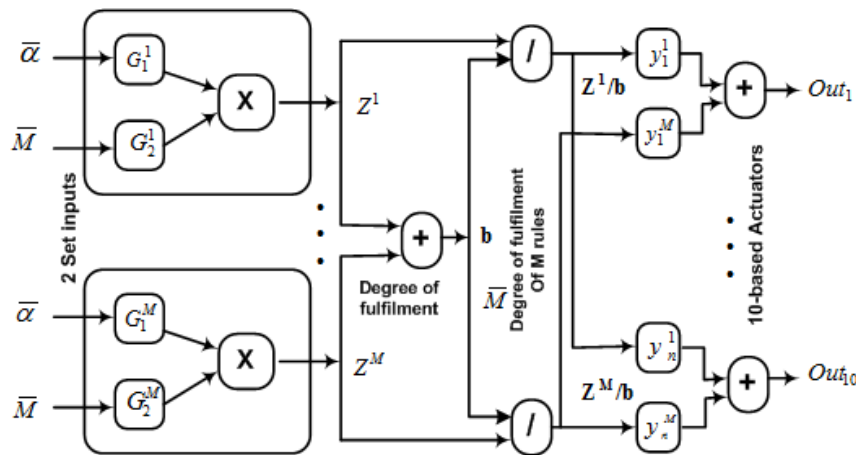 2 Set inputs
ᾱ
M̄
G₁¹
G₂¹
X
Z¹
ᾱ
M̄
G₁ᴹ
G₂ᴹ
X
Zᴹ
+
Degree of
fulfilment
b
M̄
Degree of fulfilment
Of M rules
/
Z¹/b
/
Zᴹ/b
y₁¹
y₁ᴹ
+
Out₁
10-based Actuators
yₙ¹
yₙᴹ
+
Out₁₀